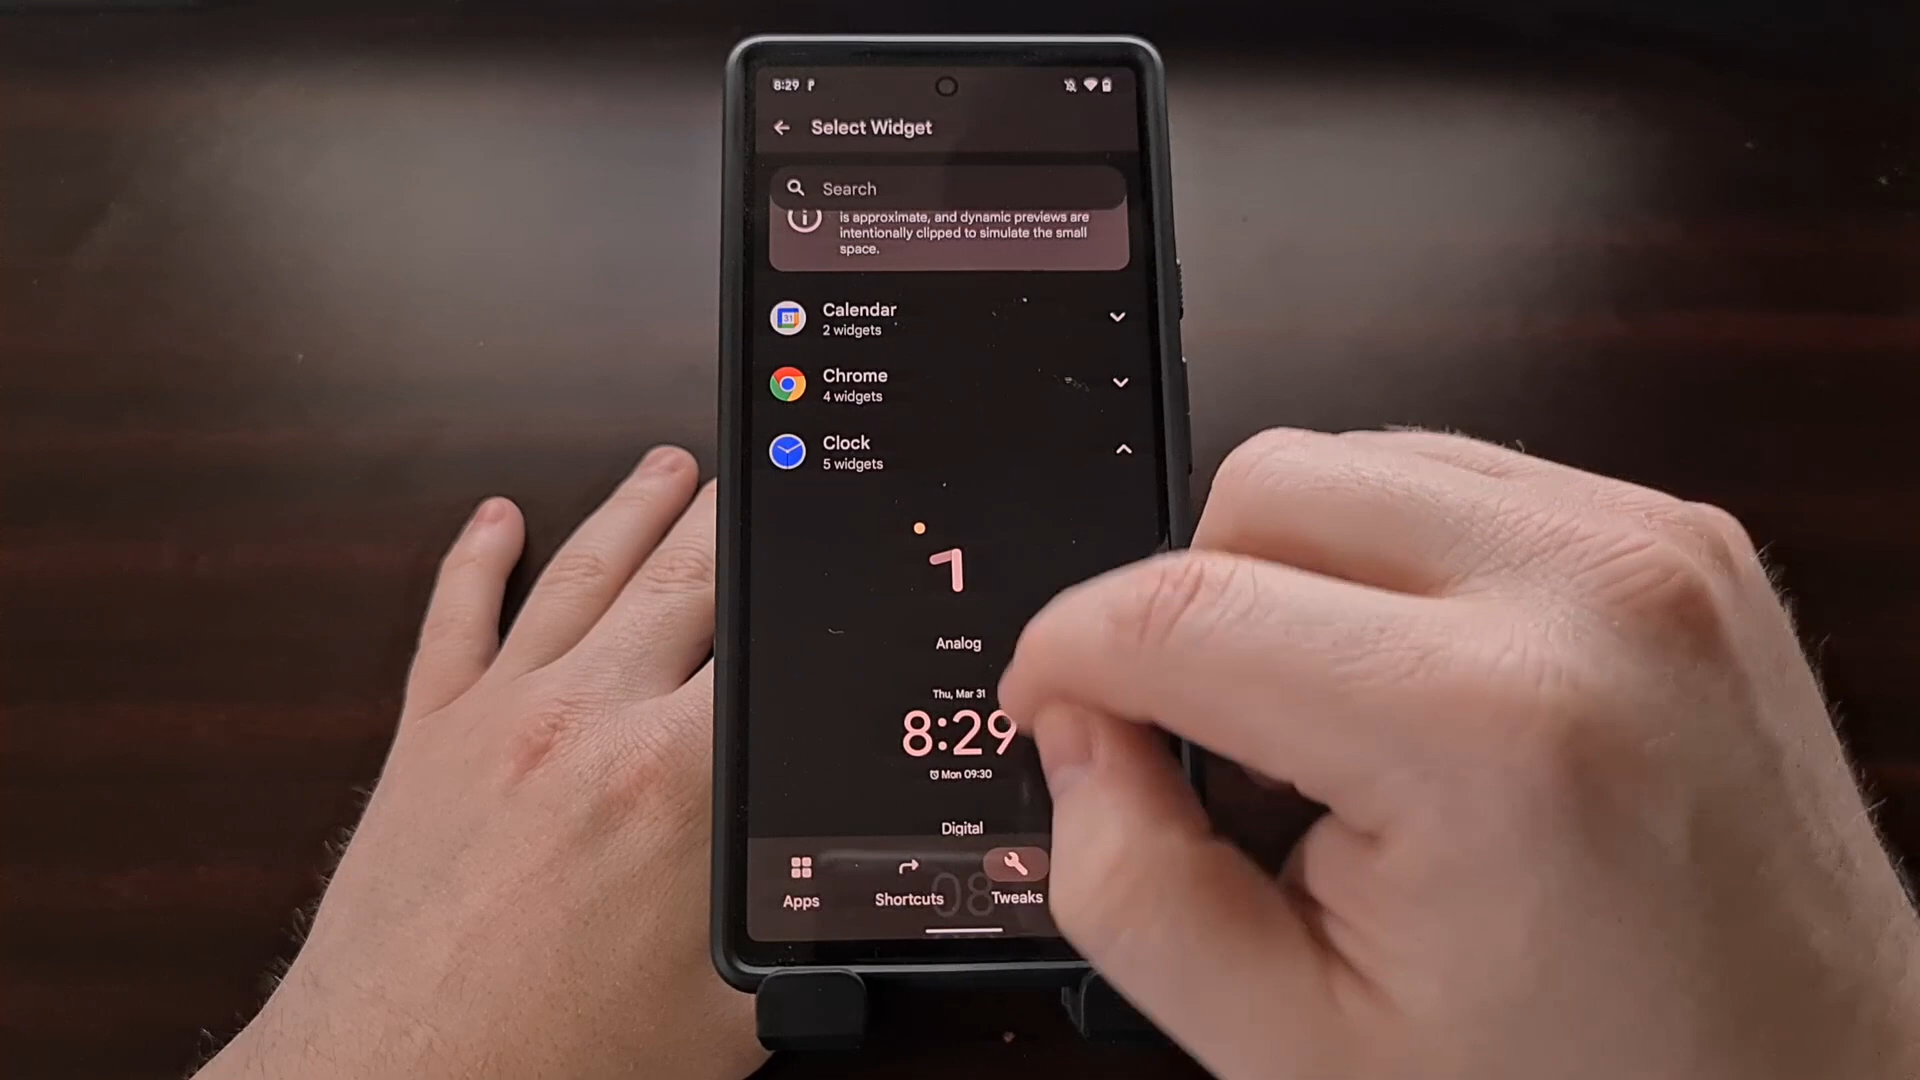 8:29
Select Widget
Search
is approximate, and dynamic previews are
intentionally clipped to simulate the small
space.
31
Calendar
2 widgets
Chrome
4 widgets
Clock
5 widgets
Analog
Thu, Mar 31
8:29
Mon 09:30
Digital
08
Apps
Shortcuts
Tweaks